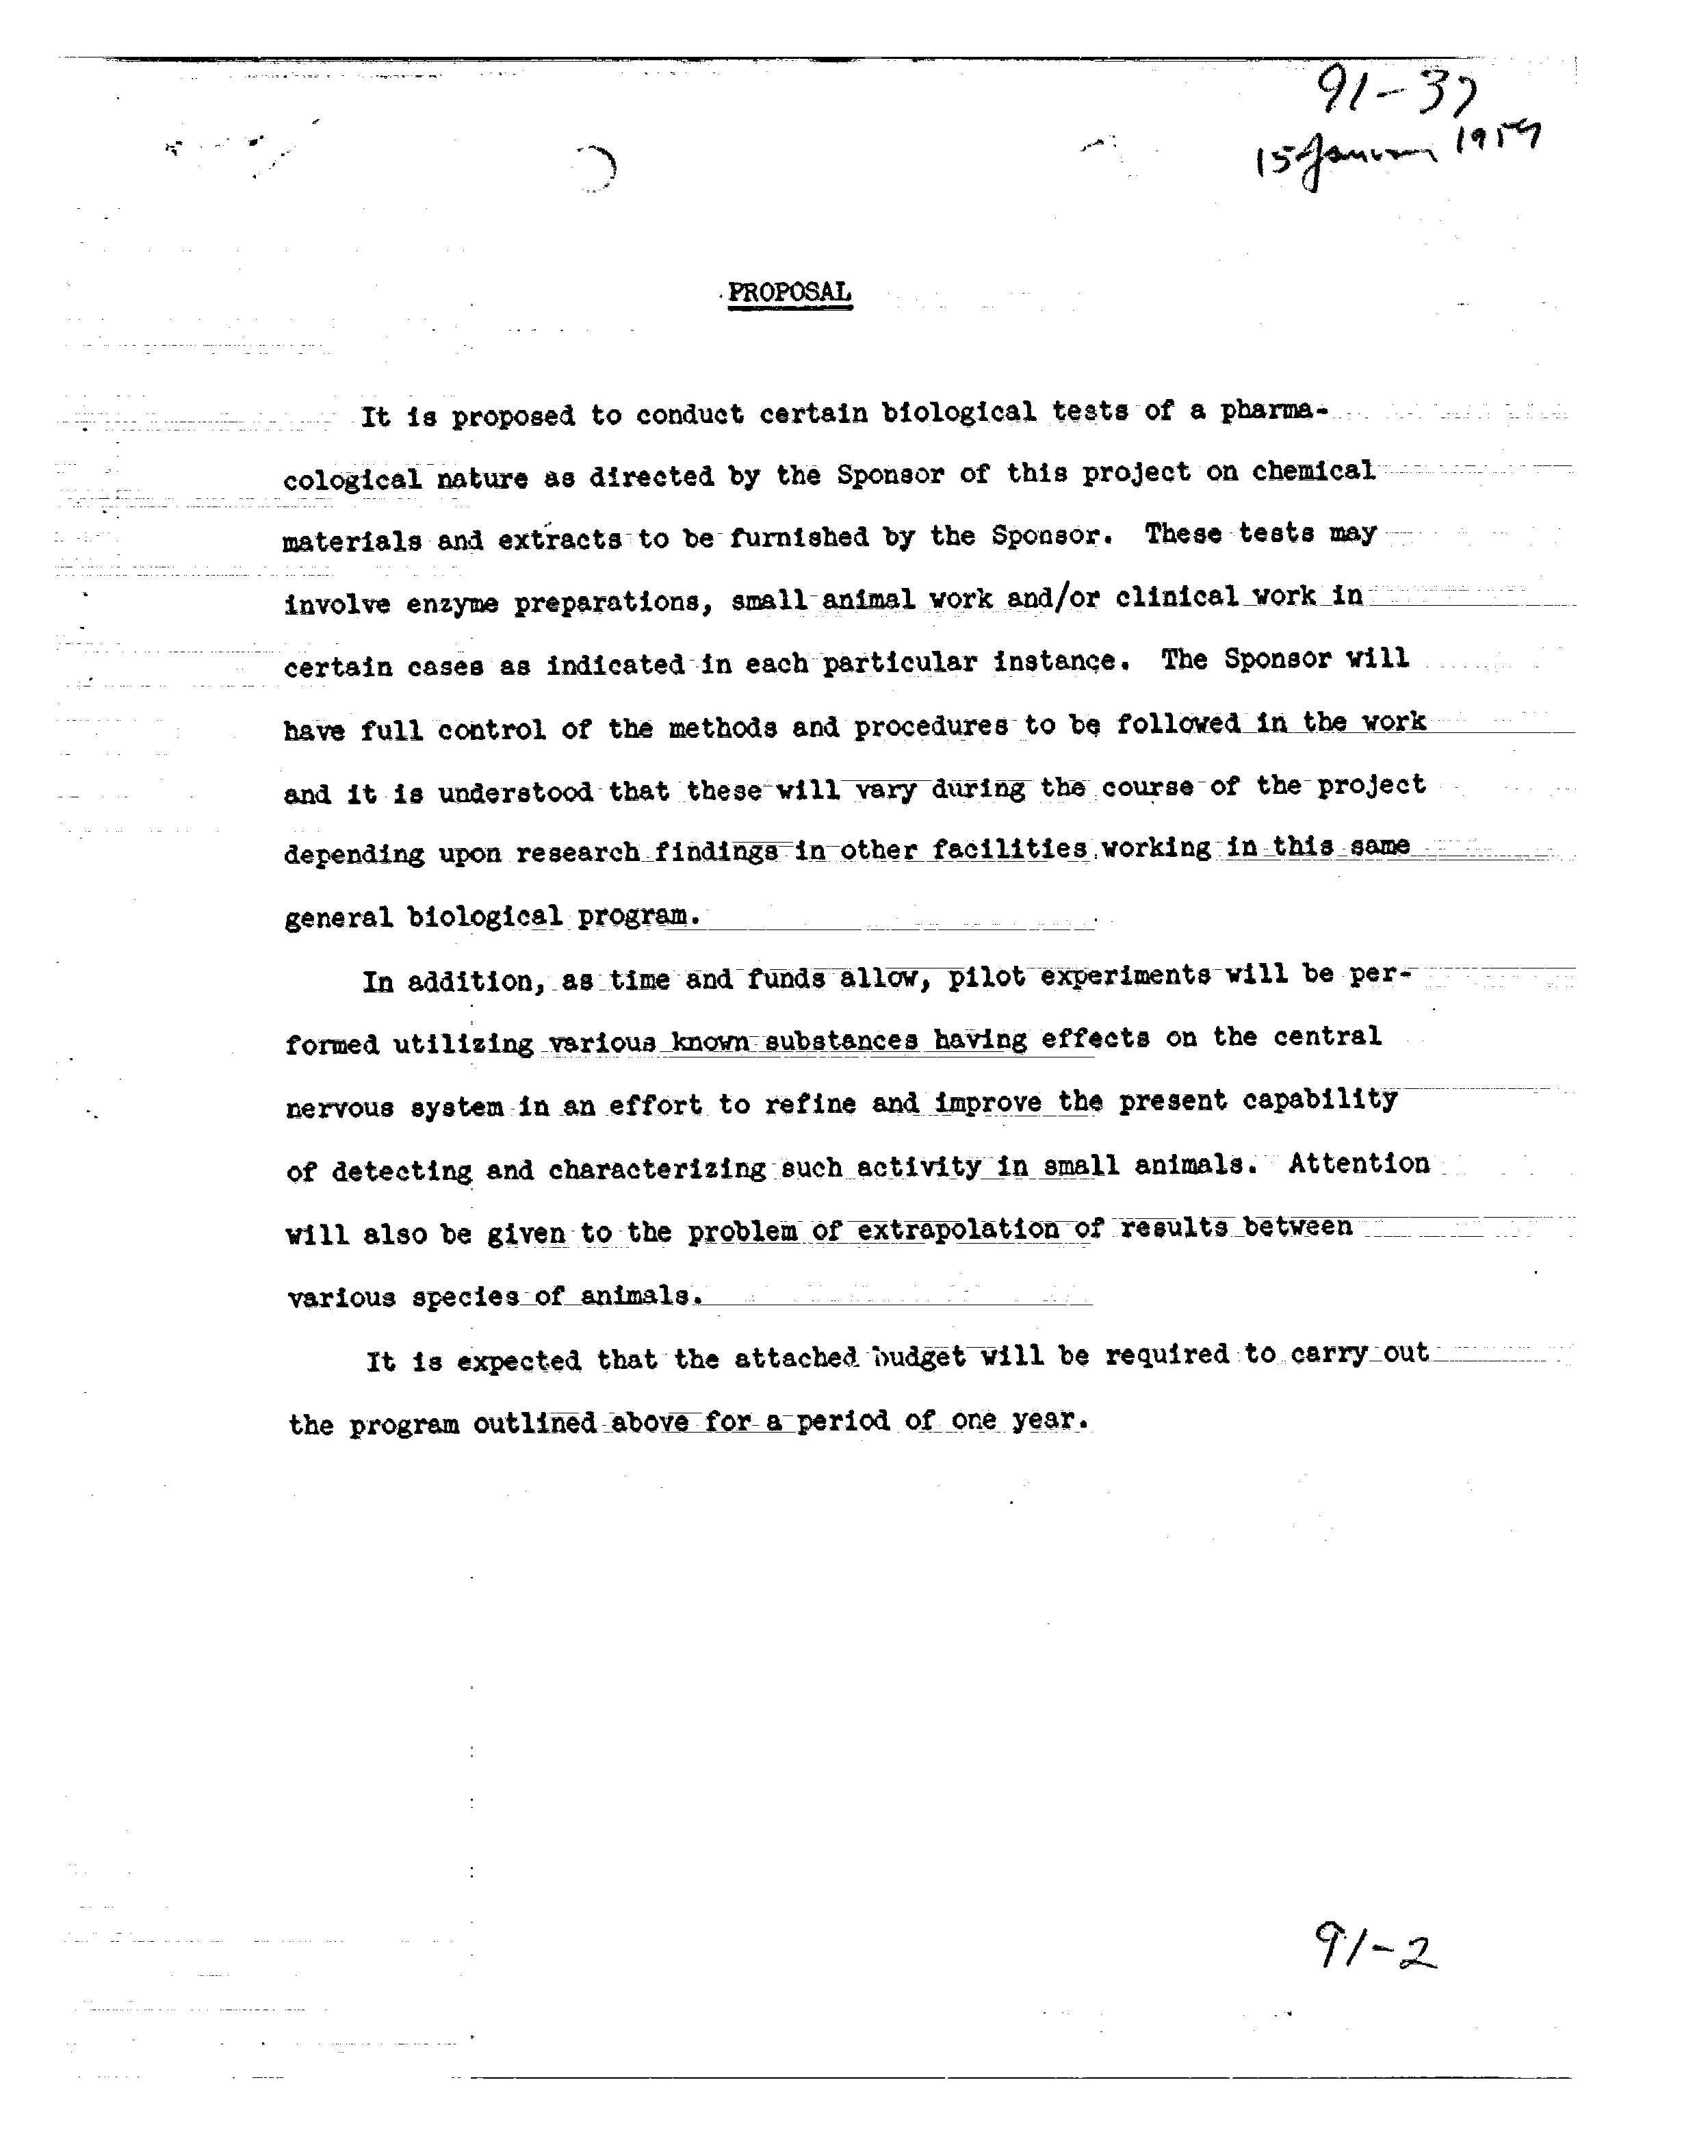 91-37
15 January 1959
PROPOSAL
It is proposed to conduct certain biological tests of a pharma-
cological nature as directed by the Sponsor of this project on chemical
materials and extracts to be furnished by the Sponsor. These tests may
involve enzyme preparations, small animal work and/or clinical work in
certain cases as indicated in each particular instance. The Sponsor will
have full control of the methods and procedures to be followed in the work
and it is understood that these will vary during the course of the project
depending upon research findings in other facilities working in this same
general biological program.
In addition, as time and funds allow, pilot experiments will be per-
formed utilizing various known substances having effects on the central
nervous system in an effort to refine and improve the present capability
of detecting and characterizing such activity in small animals. Attention
will also be given to the problem of extrapolation of results between
various species of animals.
It is expected that the attached budget will be required to carry out
the program outlined above for a period of one year.
91-2